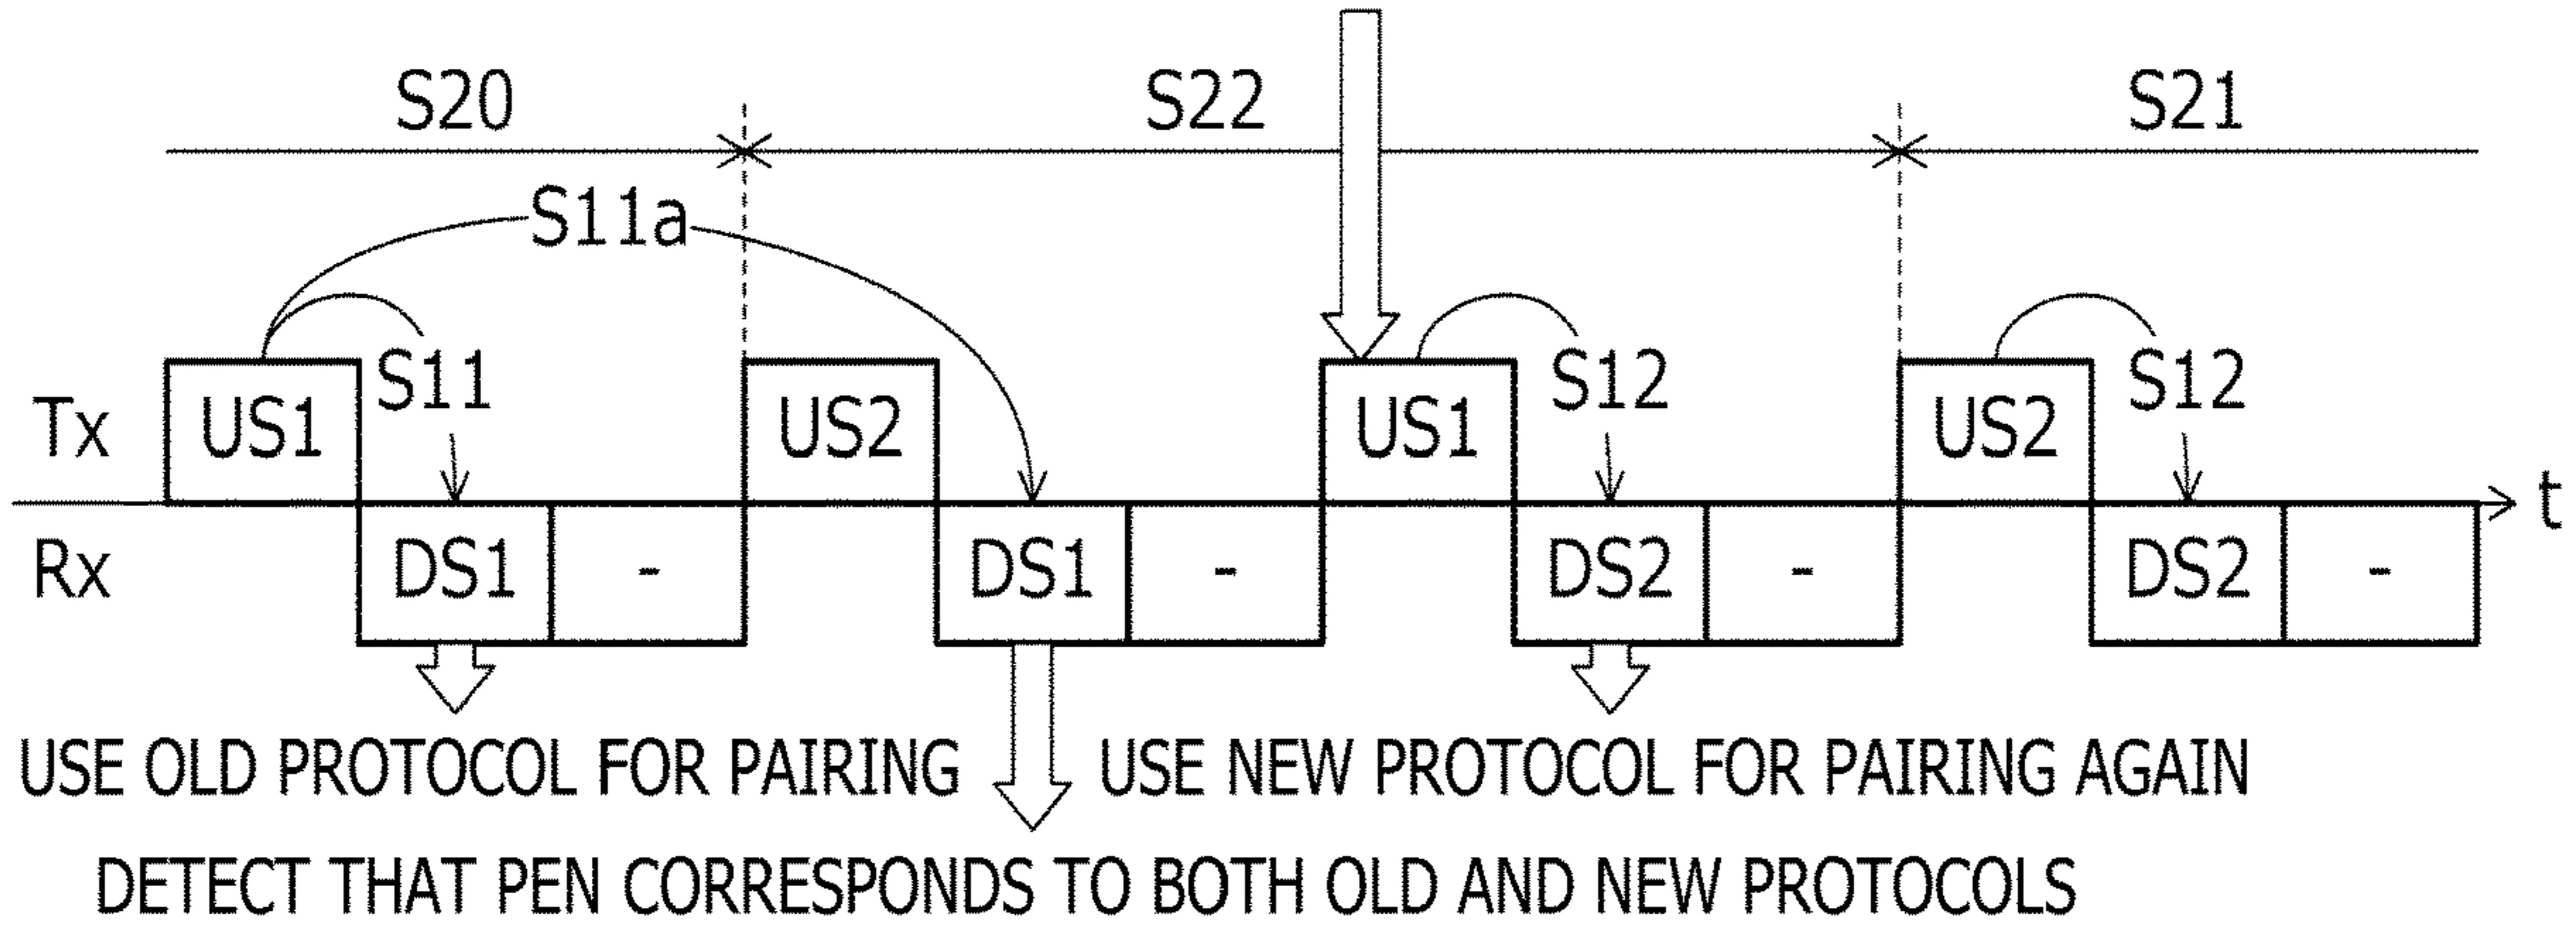 S20 S22 S21
S11a
S11 S12 S12
Tx US1 US2 US1 US2
t
Rx DS1 - DS1 - DS2 - DS2 -
USE OLD PROTOCOL FOR PAIRING USE NEW PROTOCOL FOR PAIRING AGAIN
DETECT THAT PEN CORRESPONDS TO BOTH OLD AND NEW PROTOCOLS